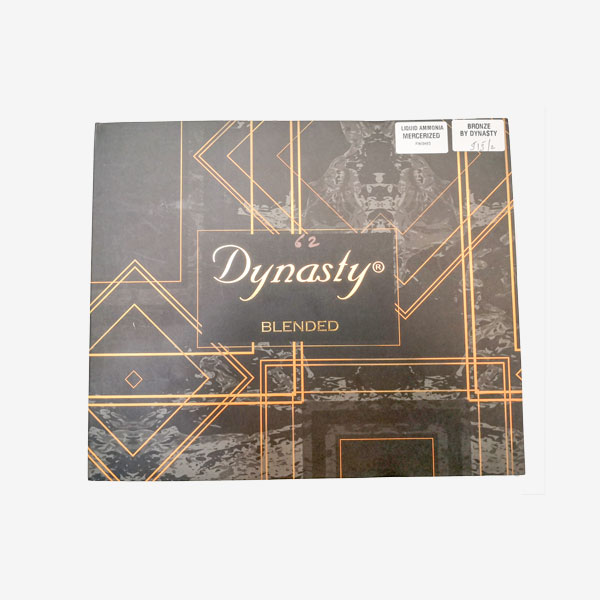 LIQUID AMMONIA
MERCERIZED
BRONZE
BY DYNASTY
62
Dynasty®
BLENDED